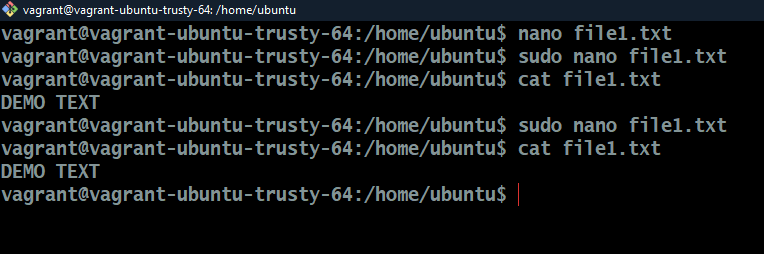 vagrant@vagrant-ubuntu-trusty-64: /home/ubuntu
vagrant@vagrant-ubuntu-trusty-64:/home/ubuntu$ nano file1.txt
vagrant@vagrant-ubuntu-trusty-64:/home/ubuntu$ sudo nano file1.txt
vagrant@vagrant-ubuntu-trusty-64:/home/ubuntu$ cat file1.txt
DEMO TEXT
vagrant@vagrant-ubuntu-trusty-64:/home/ubuntu$ sudo nano file1.txt
vagrant@vagrant-ubuntu-trusty-64:/home/ubuntu$ cat file1.txt
DEMO TEXT
vagrant@vagrant-ubuntu-trusty-64:/home/ubuntu$